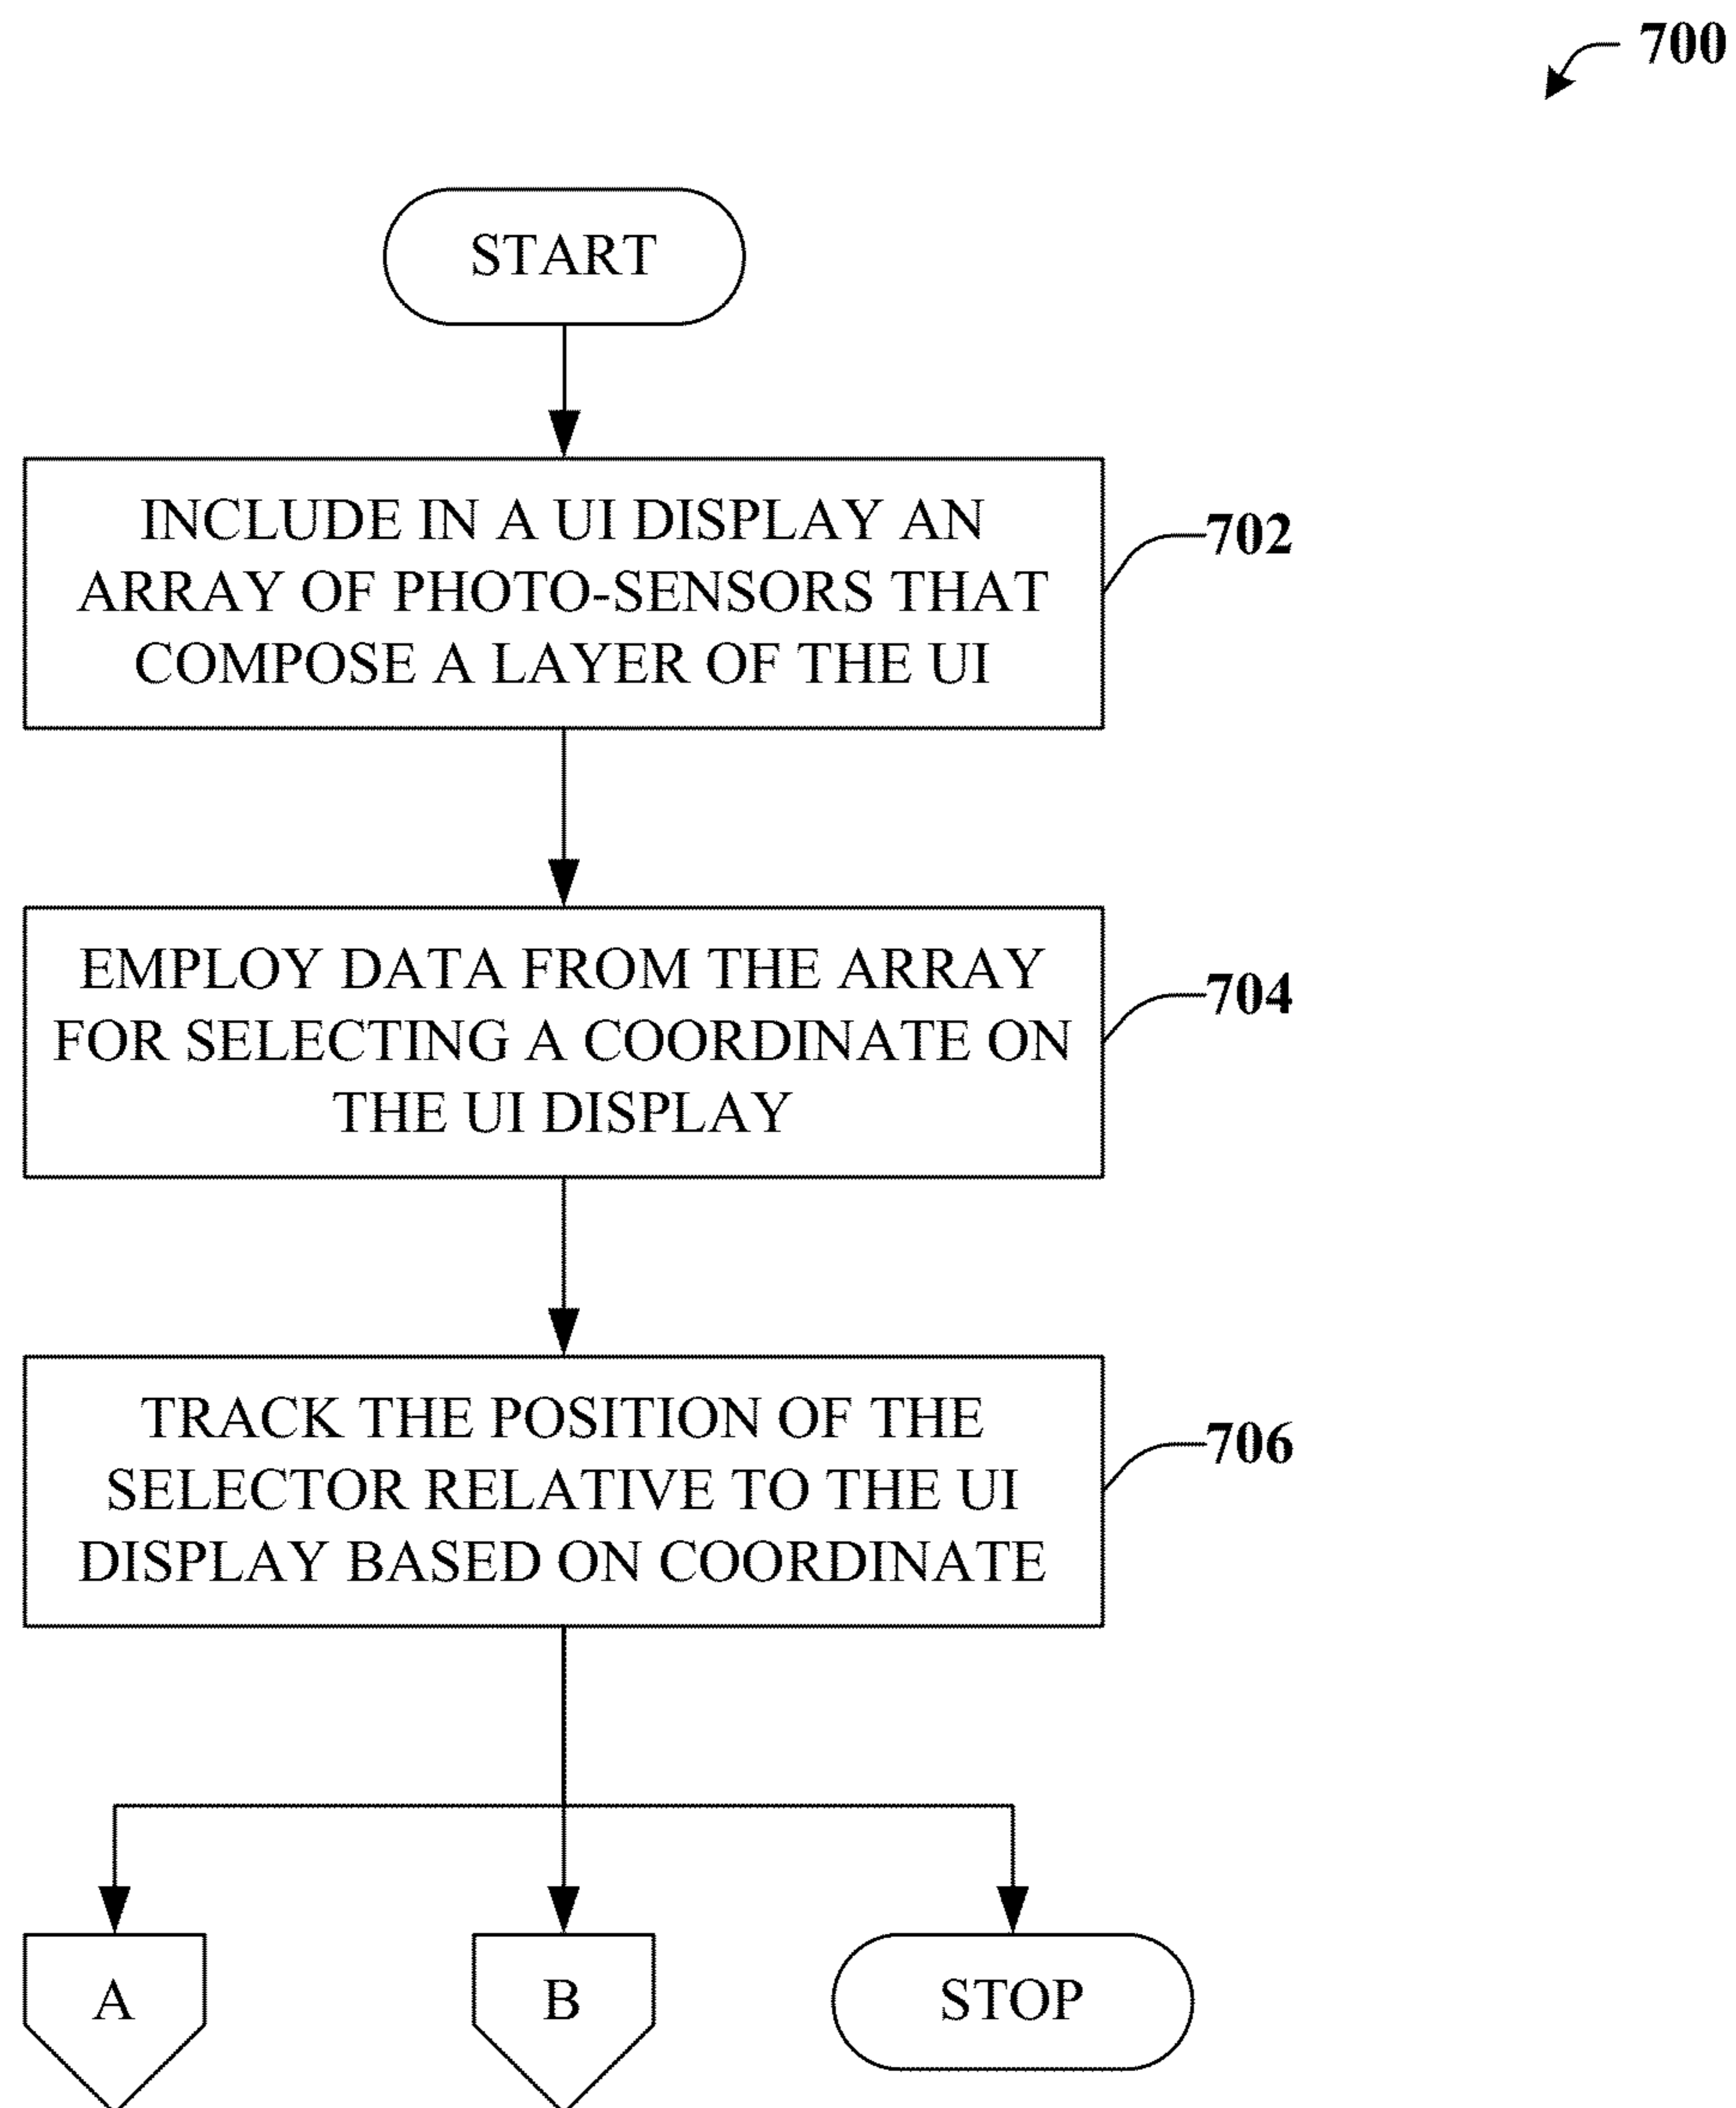 700
START
INCLUDE IN A UI DISPLAY AN
ARRAY OF PHOTO-SENSORS THAT
COMPOSE A LAYER OF THE UI
702
EMPLOY DATA FROM THE ARRAY
FOR SELECTING A COORDINATE ON
THE UI DISPLAY
704
TRACK THE POSITION OF THE
SELECTOR RELATIVE TO THE UI
DISPLAY BASED ON COORDINATE
706
A
B
STOP